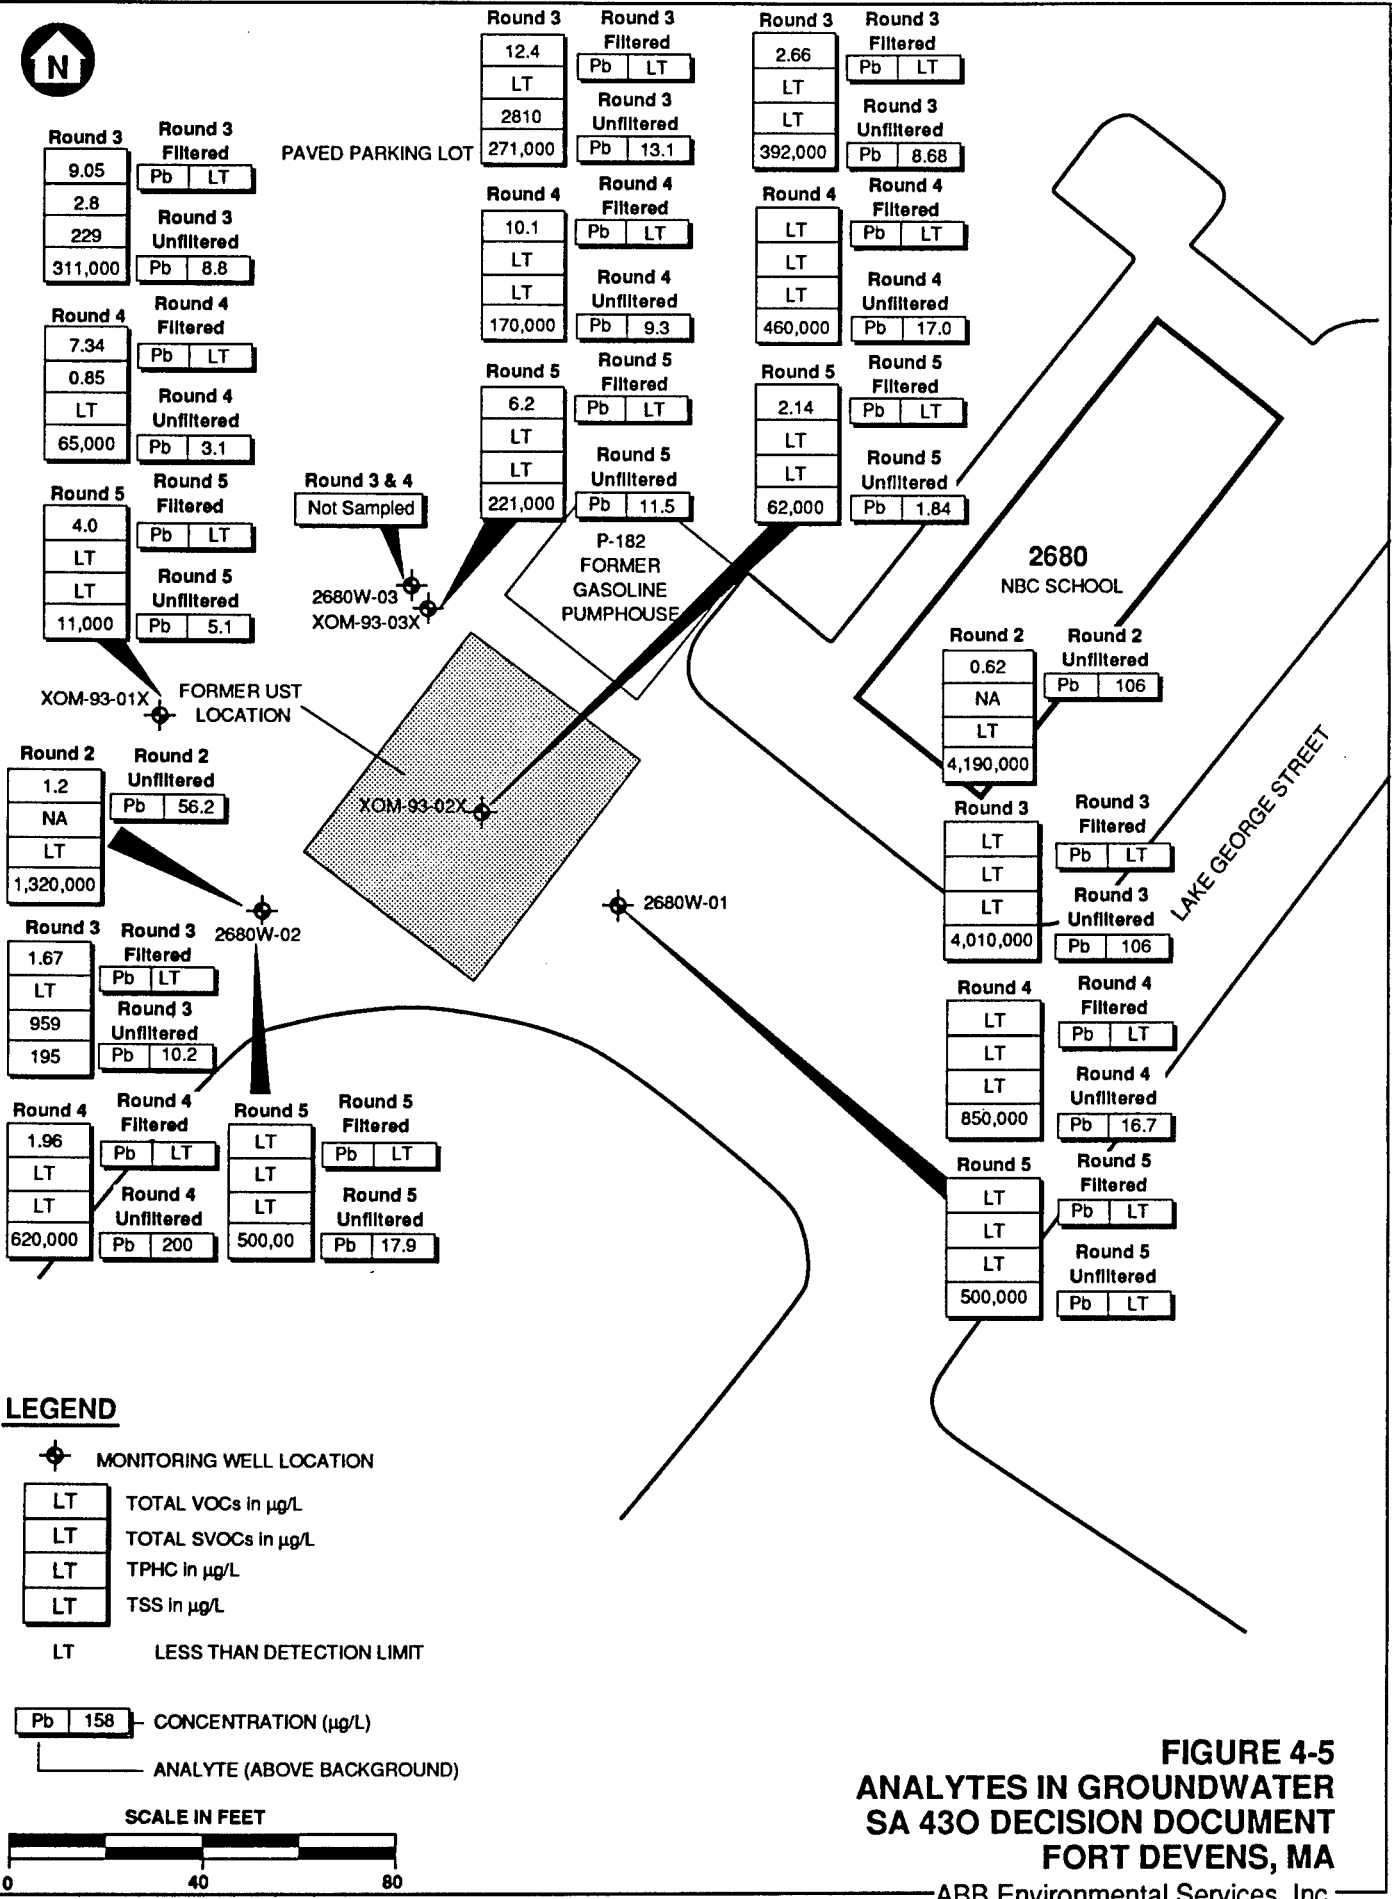 N
Round 3
9.05
2.8
229
311,000
Round 3
Filtered
Pb LT
Round 3
Unfiltered
Pb 8.8
Round 4
7.34
0.85
LT
65,000
Round 4
Filtered
Pb LT
Round 4
Unfiltered
Pb 3.1
Round 5
4.0
LT
LT
11,000
Round 5
Filtered
Pb LT
Round 5
Unfiltered
Pb 5.1
XOM-93-01X
PAVED PARKING LOT
Round 3
12.4
LT
2810
271,000
Round 3
Filtered
Pb LT
Round 3
Unfiltered
Pb 13.1
Round 4
10.1
LT
LT
170,000
Round 4
Filtered
Pb LT
Round 4
Unfiltered
Pb 9.3
Round 5
6.2
LT
LT
221,000
Round 5
Filtered
Pb LT
Round 5
Unfiltered
Pb 11.5
Round 3
2.66
LT
LT
392,000
Round 3
Filtered
Pb LT
Round 3
Unfiltered
Pb 8.68
Round 4
LT
LT
LT
460,000
Round 4
Filtered
Pb LT
Round 4
Unfiltered
Pb 17.0
Round 5
2.14
LT
LT
62,000
Round 5
Filtered
Pb LT
Round 5
Unfiltered
Pb 1.84
Round 3 & 4
Not Sampled
2680W-03
XOM-93-03X
P-182
FORMER
GASOLINE
PUMPHOUSE
FORMER UST
LOCATION
XOM-93-02X
2680
NBC SCHOOL
Round 2
0.62
NA
LT
4,190,000
Round 2
Unfiltered
Pb 106
Round 3
LT
LT
LT
4,010,000
Round 3
Filtered
Pb LT
Round 3
Unfiltered
Pb 106
LAKE GEORGE STREET
Round 4
LT
LT
LT
850,000
Round 4
Filtered
Pb LT
Round 4
Unfiltered
Pb 16.7
Round 5
LT
LT
LT
500,000
Round 5
Filtered
Pb LT
Round 5
Unfiltered
Pb LT
2680W-01
Round 2
1.2
NA
LT
1,320,000
Round 2
Unfiltered
Pb 56.2
2680W-02
Round 3
1.67
LT
959
195
Round 3
Filtered
Pb LT
Round 3
Unfiltered
Pb 10.2
Round 4
1.96
LT
LT
620,000
Round 4
Filtered
Pb LT
Round 4
Unfiltered
Pb 200
Round 5
LT
LT
LT
500,00
Round 5
Filtered
Pb LT
Round 5
Unfiltered
Pb 17.9
LEGEND
MONITORING WELL LOCATION
LT TOTAL VOCs in µg/L
LT TOTAL SVOCs in µg/L
LT TPHC in µg/L
LT TSS in µg/L
LT LESS THAN DETECTION LIMIT
Pb 158 CONCENTRATION (µg/L)
ANALYTE (ABOVE BACKGROUND)
SCALE IN FEET
0 40 80
FIGURE 4-5
ANALYTES IN GROUNDWATER
SA 43O DECISION DOCUMENT
FORT DEVENS, MA
ABB Environmental Services, Inc.